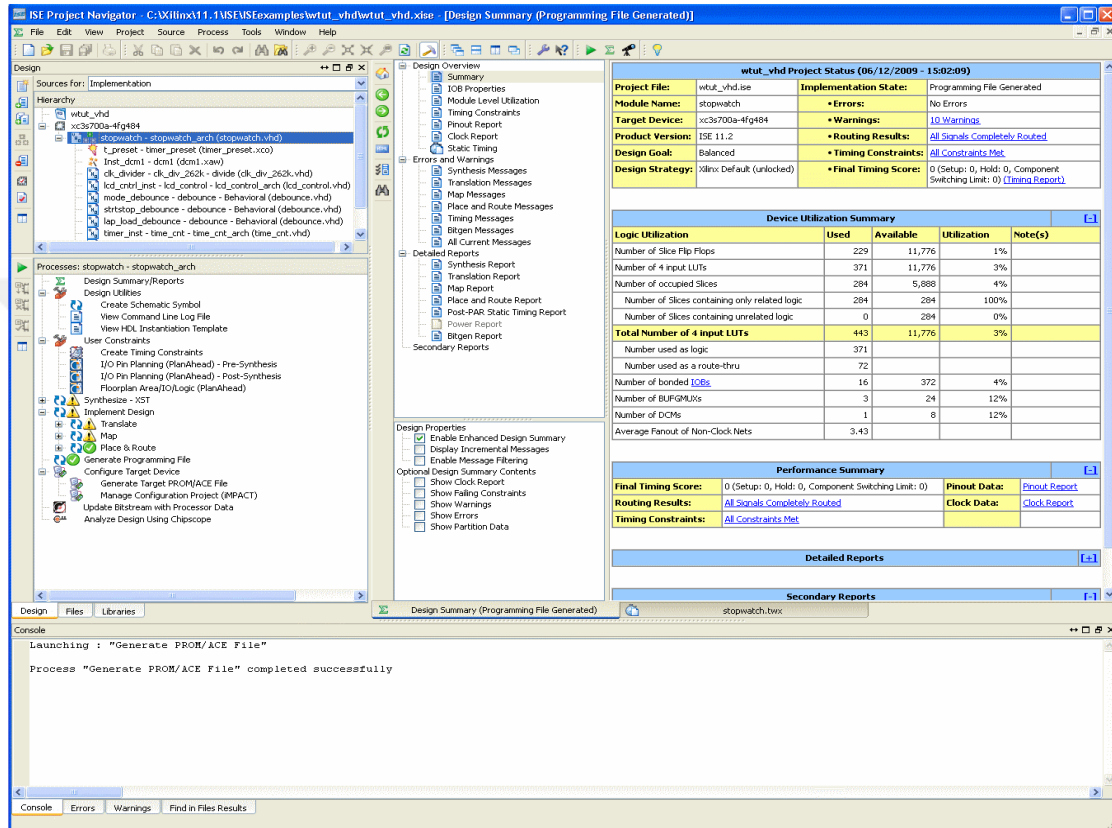 ISE Project Navigator - C:\Xilinx\11.1\ISE\ISEexamples\wtut_vhd\wtut_vhd.xise - [Design Summary (Programming File Generated)]
File Edit View Project Source Process Tools Window Help
Design
Sources for: Implementation
Hierarchy
wtut_vhd
xc3s700a-4fg484
stopwatch - stopwatch_arch (stopwatch.vhd)
t_preset - timer_preset (timer_preset.xco)
Inst_dcm1 - dcm1 (dcm1.xaw)
clk_divider - clk_div_262k - divide (clk_div_262k.vhd)
lcd_cntrl_inst - lcd_control - lcd_control_arch (lcd_control.vhd)
mode_debounce - debounce - Behavioral (debounce.vhd)
strtstop_debounce - debounce - Behavioral (debounce.vhd)
lap_load_debounce - debounce - Behavioral (debounce.vhd)
timer_inst - time_cnt - time_cnt_arch (time_cnt.vhd)
Processes: stopwatch - stopwatch_arch
Design Summary/Reports
Design Utilities
Create Schematic Symbol
View Command Line Log File
View HDL Instantiation Template
User Constraints
Create Timing Constraints
I/O Pin Planning (PlanAhead) - Pre-Synthesis
I/O Pin Planning (PlanAhead) - Post-Synthesis
Floorplan Area/IO/Logic (PlanAhead)
Synthesize - XST
Implement Design
Translate
Map
Place & Route
Generate Programming File
Configure Target Device
Generate Target PROM/ACE File
Manage Configuration Project (iMPACT)
Update Bitstream with Processor Data
Analyze Design Using Chipscope
Design Files Libraries
Design Overview
Summary
IOB Properties
Module Level Utilization
Timing Constraints
Pinout Report
Clock Report
Static Timing
Errors and Warnings
Synthesis Messages
Translation Messages
Map Messages
Place and Route Messages
Timing Messages
Bitgen Messages
All Current Messages
Detailed Reports
Synthesis Report
Translation Report
Map Report
Place and Route Report
Post-PAR Static Timing Report
Power Report
Bitgen Report
Secondary Reports
Design Properties
Enable Enhanced Design Summary
Display Incremental Messages
Enable Message Filtering
Optional Design Summary Contents
Show Clock Report
Show Failing Constraints
Show Warnings
Show Errors
Show Partition Data
wtut_vhd Project Status (06/12/2009 - 15:02:09)
Project File: wtut_vhd.ise Implementation State: Programming File Generated
Module Name: stopwatch • Errors: No Errors
Target Device: xc3s700a-4fg484 • Warnings: 10 Warnings
Product Version: ISE 11.2 • Routing Results: All Signals Completely Routed
Design Goal: Balanced • Timing Constraints: All Constraints Met
Design Strategy: Xilinx Default (unlocked) • Final Timing Score: 0 (Setup: 0, Hold: 0, Component
Switching Limit: 0) (Timing Report)
Device Utilization Summary [-]
Logic Utilization Used Available Utilization Note(s)
Number of Slice Flip Flops 229 11,776 1%
Number of 4 input LUTs 371 11,776 3%
Number of occupied Slices 284 5,888 4%
Number of Slices containing only related logic 284 284 100%
Number of Slices containing unrelated logic 0 284 0%
Total Number of 4 input LUTs 443 11,776 3%
Number used as logic 371
Number used as a route-thru 72
Number of bonded IOBs 16 372 4%
Number of BUFGMUXs 3 24 12%
Number of DCMs 1 8 12%
Average Fanout of Non-Clock Nets 3.43
Performance Summary [-]
Final Timing Score: 0 (Setup: 0, Hold: 0, Component Switching Limit: 0) Pinout Data: Pinout Report
Routing Results: All Signals Completely Routed Clock Data: Clock Report
Timing Constraints: All Constraints Met
Detailed Reports [+]
Secondary Reports [-]
Design Summary (Programming File Generated) stopwatch.twx
Console
Launching : "Generate PROM/ACE File"
Process "Generate PROM/ACE File" completed successfully
Console Errors Warnings Find in Files Results